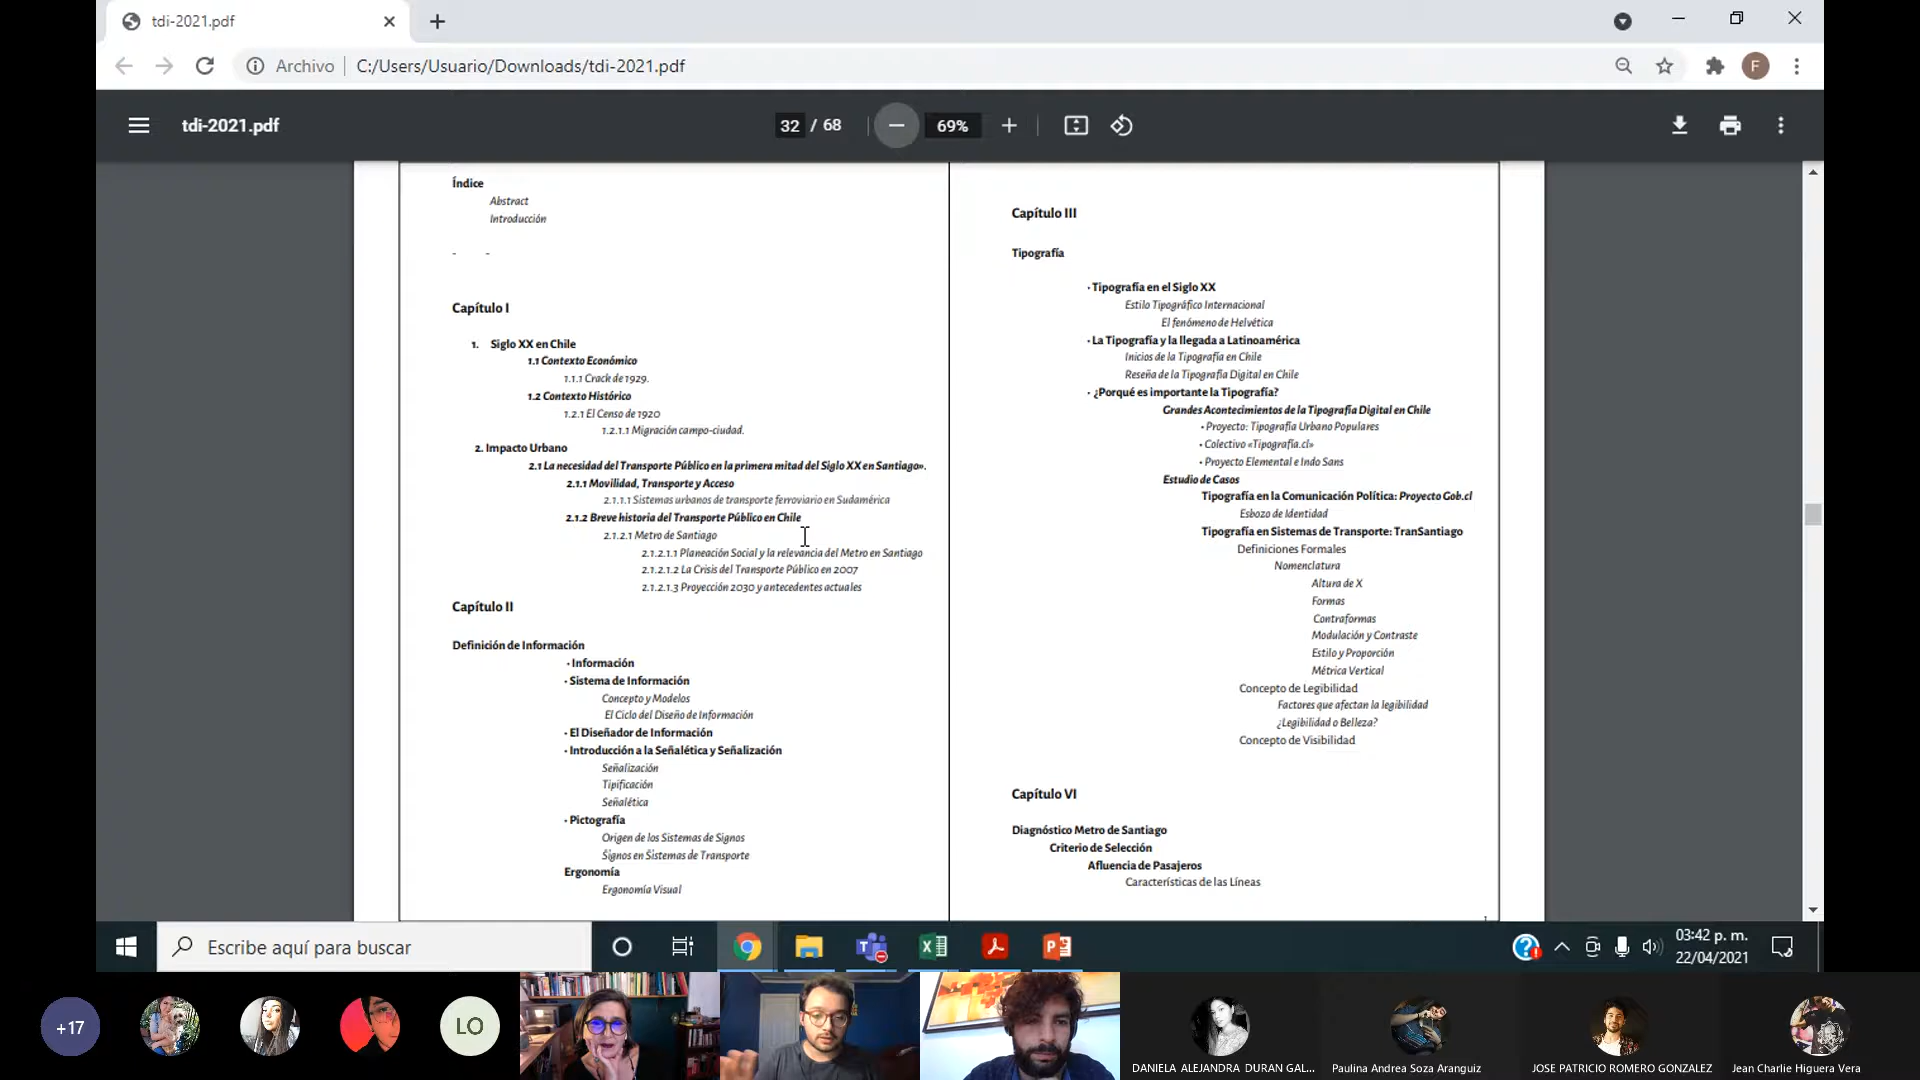 tdi-2021.pdf
Archivo
C:/Users/Usuario/Downloads/tdi-2021.pdf
F
tdi-2021.pdf
32 / 68
69%
Índice
Abstract
Introducción
- -
Capítulo I
1. Siglo XX en Chile
1.1 Contexto Económico
1.1.1 Crack de 1929.
1.2 Contexto Histórico
1.2.1 El Censo de 1920
1.2.1.1 Migración campo-ciudad.
2. Impacto Urbano
2.1 La necesidad del Transporte Público en la primera mitad del Siglo XX en Santiago».
2.1.1 Movilidad, Transporte y Acceso
2.1.1.1 Sistemas urbanos de transporte ferroviario en Sudamérica
2.1.2 Breve historia del Transporte Público en Chile
2.1.2.1 Metro de Santiago
2.1.2.1.1 Planeación Social y la relevancia del Metro en Santiago
2.1.2.1.2 La Crisis del Transporte Público en 2007
2.1.2.1.3 Proyección 2030 y antecedentes actuales
Capítulo II
Definición de Información
· Información
· Sistema de Información
Concepto y Modelos
El Ciclo del Diseño de Información
· El Diseñador de Información
· Introducción a la Señalética y Señalización
Señalización
Tipificación
Señalética
· Pictografía
Origen de los Sistemas de Signos
Signos en Sistemas de Transporte
Ergonomía
Ergonomía Visual
Capítulo III
Tipografía
· Tipografía en el Siglo XX
Estilo Tipográfico Internacional
El fenómeno de Helvética
· La Tipografía y la llegada a Latinoamérica
Inicios de la Tipografía en Chile
Reseña de la Tipografía Digital en Chile
· ¿Porqué es importante la Tipografía?
Grandes Acontecimientos de la Tipografía Digital en Chile
· Proyecto: Tipografía Urbano Populares
· Colectivo «Tipografía.cl»
· Proyecto Elemental e Indo Sans
Estudio de Casos
Tipografía en la Comunicación Política: Proyecto Gob.cl
Esbozo de Identidad
Tipografía en Sistemas de Transporte: TranSantiago
Definiciones Formales
Nomenclatura
Altura de X
Formas
Contraformas
Modulación y Contraste
Estilo y Proporción
Métrica Vertical
Concepto de Legibilidad
Factores que afectan la legibilidad
¿Legibilidad o Belleza?
Concepto de Visibilidad
Capítulo VI
Diagnóstico Metro de Santiago
Criterio de Selección
Afluencia de Pasajeros
Características de las Líneas
Escribe aquí para buscar
03:42 p. m.
22/04/2021
+17
LO
DANIELA ALEJANDRA DURAN GAL...
Paulina Andrea Soza Aranguiz
JOSE PATRICIO ROMERO GONZALEZ
Jean Charlie Higuera Vera